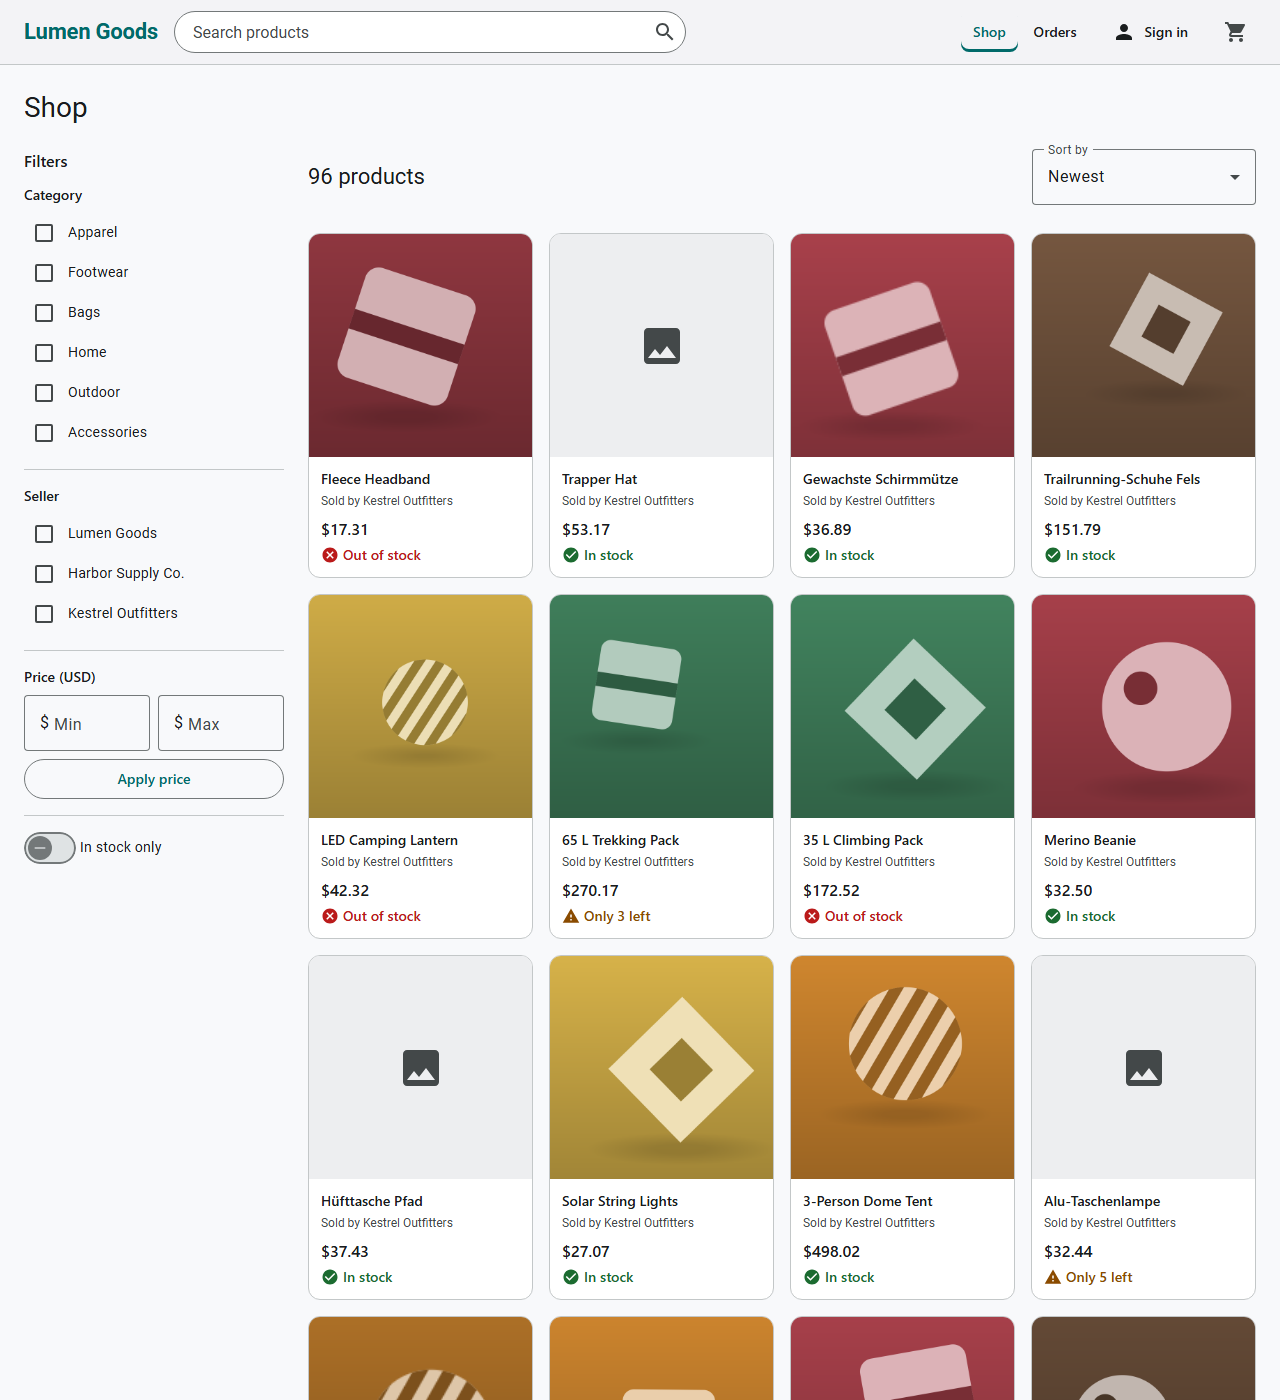 Lumen Goods
Search products
Shop
Orders
Sign in
Shop
Filters
Category
Apparel
Footwear
Bags
Home
Outdoor
Accessories
Seller
Lumen Goods
Harbor Supply Co.
Kestrel Outfitters
Price (USD)
$ Min
$ Max
Apply price
In stock only
96 products
Sort by
Newest
Fleece Headband
Sold by Kestrel Outfitters
$17.31
Out of stock
Trapper Hat
Sold by Kestrel Outfitters
$53.17
In stock
Gewachste Schirmmütze
Sold by Kestrel Outfitters
$36.89
In stock
Trailrunning-Schuhe Fels
Sold by Kestrel Outfitters
$151.79
In stock
LED Camping Lantern
Sold by Kestrel Outfitters
$42.32
Out of stock
65 L Trekking Pack
Sold by Kestrel Outfitters
$270.17
Only 3 left
35 L Climbing Pack
Sold by Kestrel Outfitters
$172.52
Out of stock
Merino Beanie
Sold by Kestrel Outfitters
$32.50
In stock
Hüfttasche Pfad
Sold by Kestrel Outfitters
$37.43
In stock
Solar String Lights
Sold by Kestrel Outfitters
$27.07
In stock
3-Person Dome Tent
Sold by Kestrel Outfitters
$498.02
In stock
Alu-Taschenlampe
Sold by Kestrel Outfitters
$32.44
Only 5 left